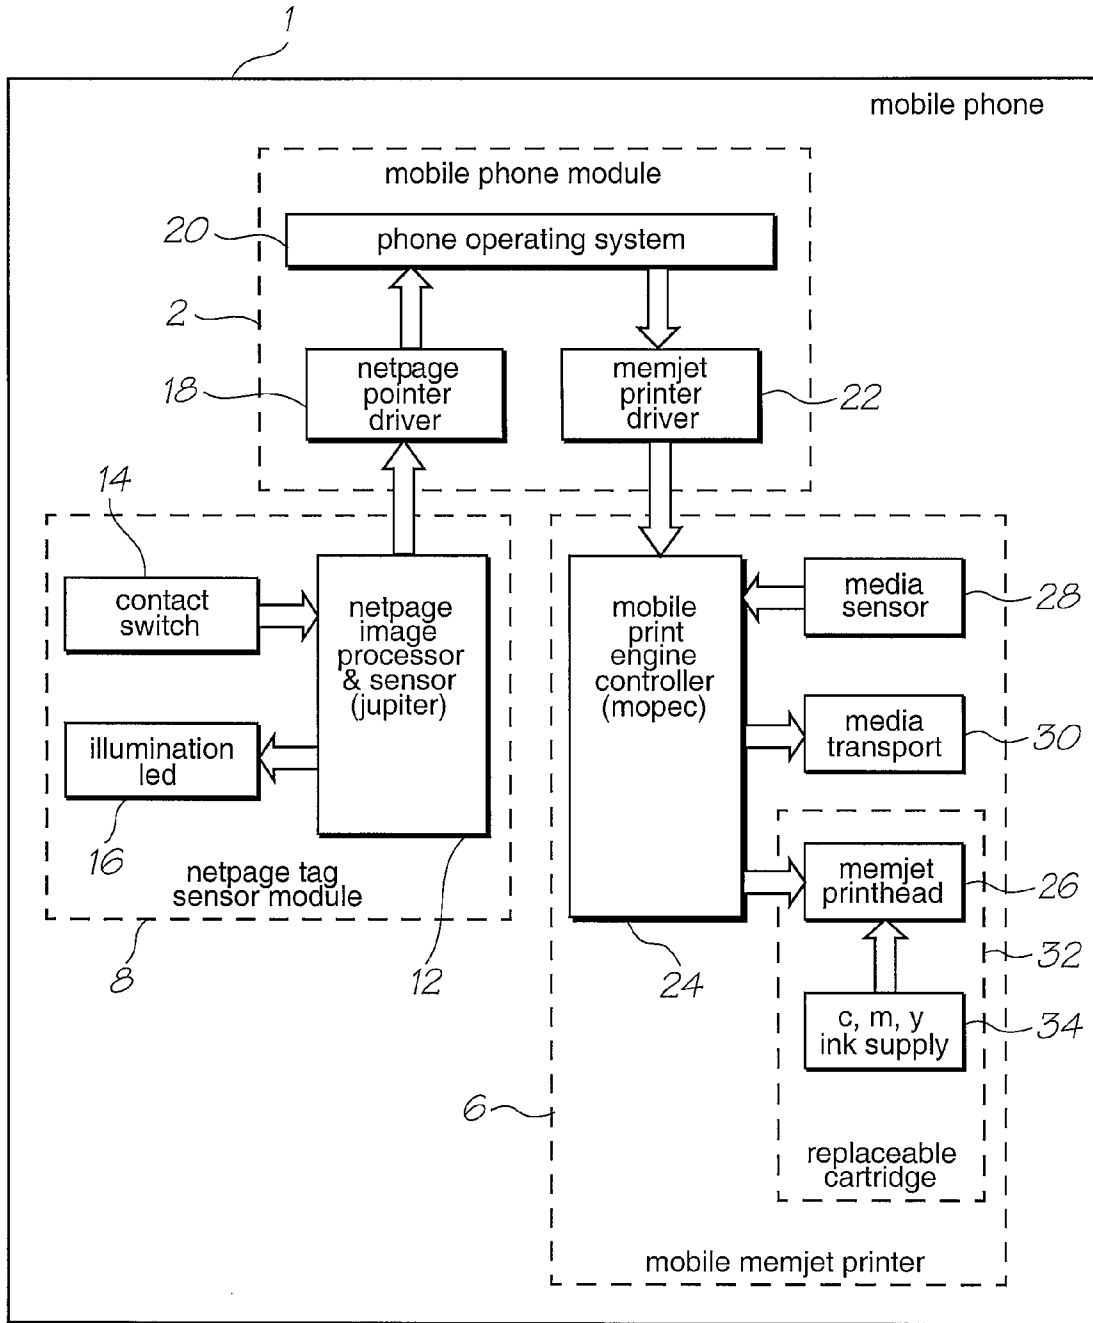 1
mobile phone
mobile phone module
20
phone operating system
2
18
netpage
pointer
driver
memjet
printer
driver
22
14
contact
switch
netpage
image
processor
& sensor
(jupiter)
mobile
print
engine
controller
(mopec)
media
sensor
28
illumination
led
media
transport
30
16
netpage tag
sensor module
memjet
printhead
26
8
12
24
32
c, m, y
ink supply
34
6
replaceable
cartridge
mobile memjet printer